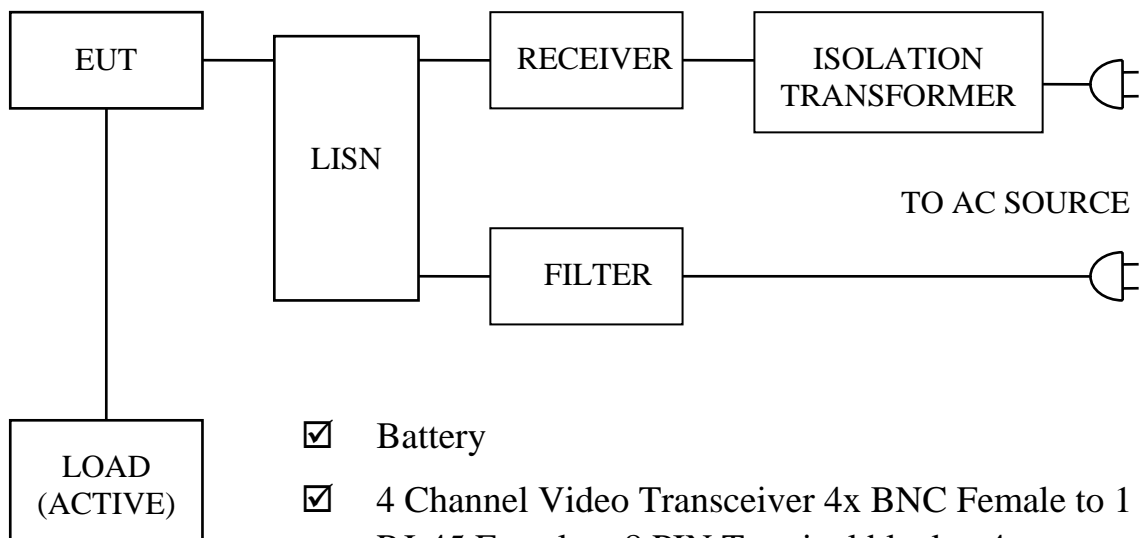 EUT
RECEIVER
ISOLATION
TRANSFORMER
LISN
TO AC SOURCE
FILTER
LOAD
(ACTIVE)
☑ Battery
☑ 4 Channel Video Transceiver 4x BNC Female to 1